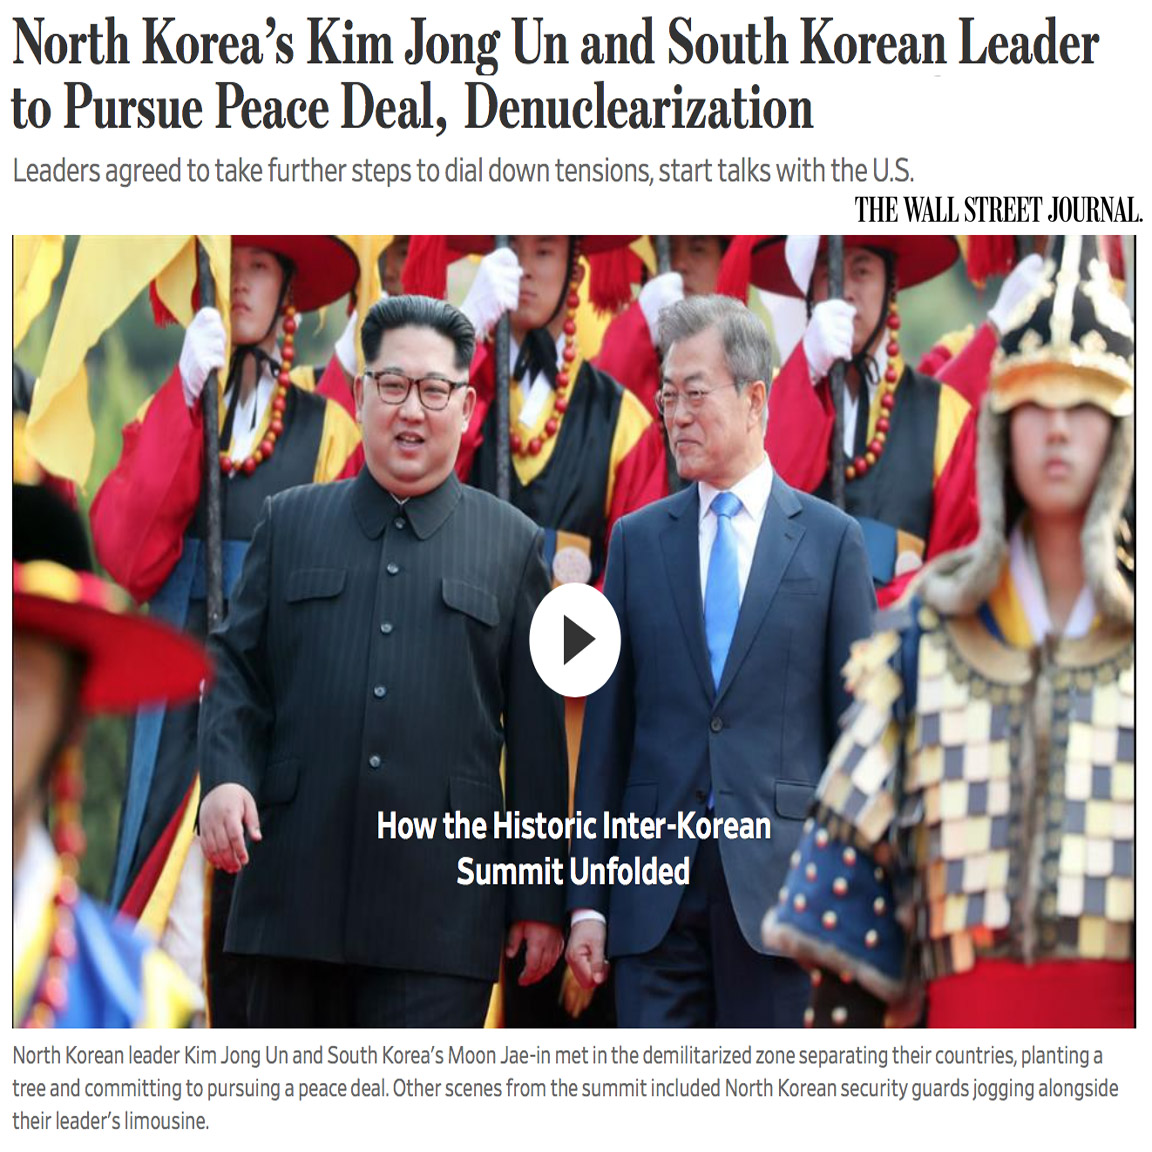 North Korea's Kim Jong Un and South Korean Leader
to Pursue Peace Deal, Denuclearization
Leaders agreed to take further steps to dial down tensions, start talks with the U.S.
THE WALL STREET JOURNAL.
How the Historic Inter-Korean
Summit Unfolded
North Korean leader Kim Jong Un and South Korea's Moon Jae-in met in the demilitarized zone separating their countries, planting a
tree and committing to pursuing a peace deal. Other scenes from the summit included North Korean security guards jogging alongside
their leader's limousine.